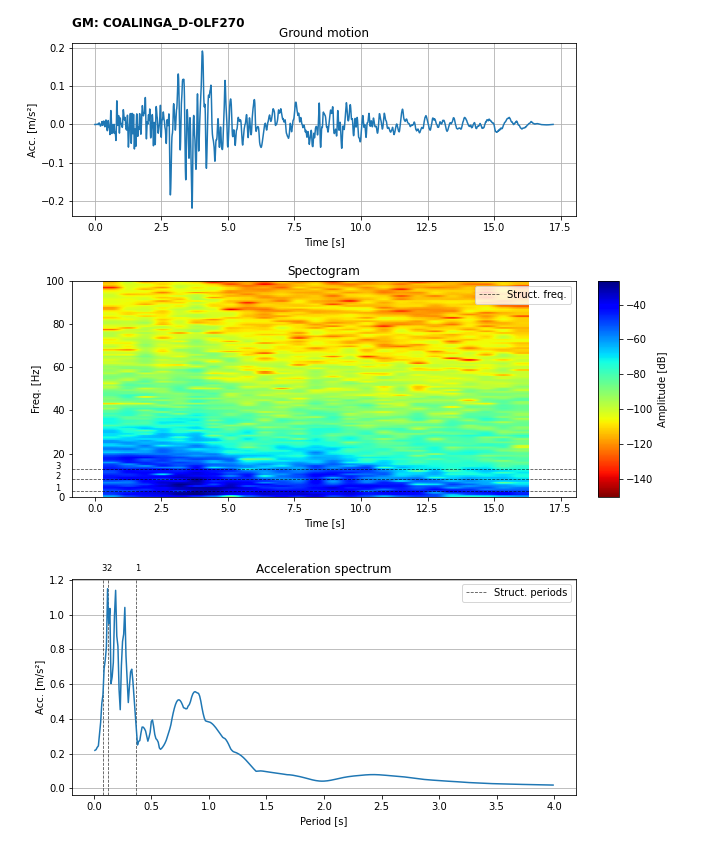 GM: COALINGA_D-OLF270
Ground motion
0.2
0.1
0.0
−0.1
−0.2
Acc. [m/s²]
0.0 2.5 5.0 7.5 10.0 12.5 15.0 17.5
Time [s]
Spectogram
100
80
60
40
20
0
3
2
1
Freq. [Hz]
Struct. freq.
0.0 2.5 5.0 7.5 10.0 12.5 15.0 17.5
Time [s]
−40
−60
−80
−100
−120
−140
Amplitude [dB]
32 1
Acceleration spectrum
1.2
1.0
0.8
0.6
0.4
0.2
0.0
Acc. [m/s²]
Struct. periods
0.0 0.5 1.0 1.5 2.0 2.5 3.0 3.5 4.0
Period [s]